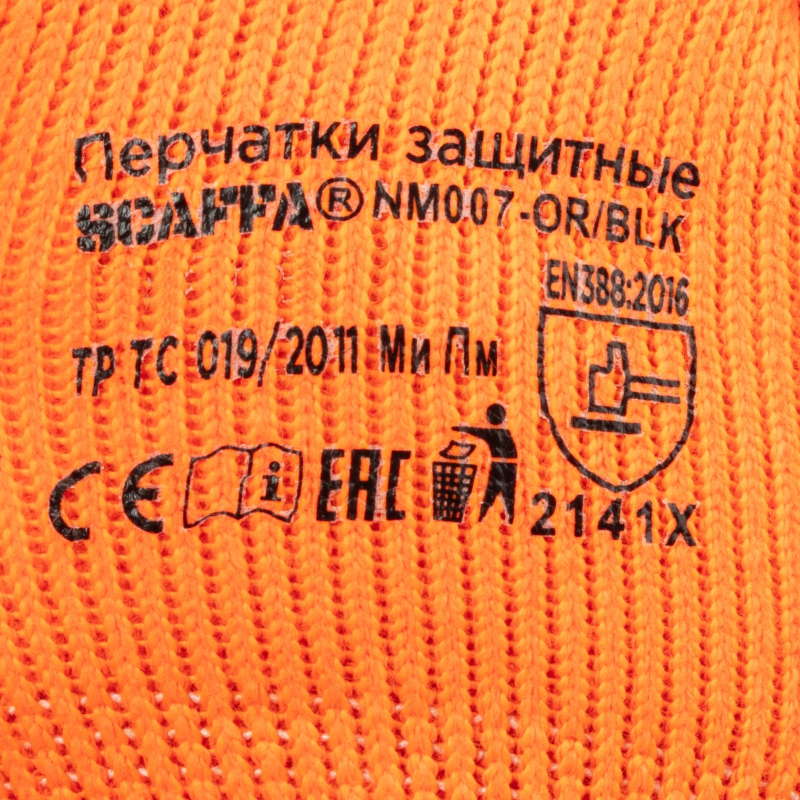 Перчатки защитные
SCAFFA® NM007-OR/BLK
EN388:2016
ТР ТС 019/2011 Ми Пм
CE i EAC
2141X